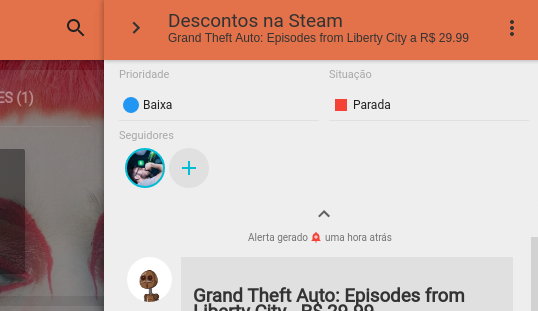 Descontos na Steam
Grand Theft Auto: Episodes from Liberty City a R$ 29.99
ES (1)
Prioridade
Situação
Baixa
Parada
Seguidores
Alerta gerado uma hora atrás
Grand Theft Auto: Episodes from
Liberty City - R$ 29.99